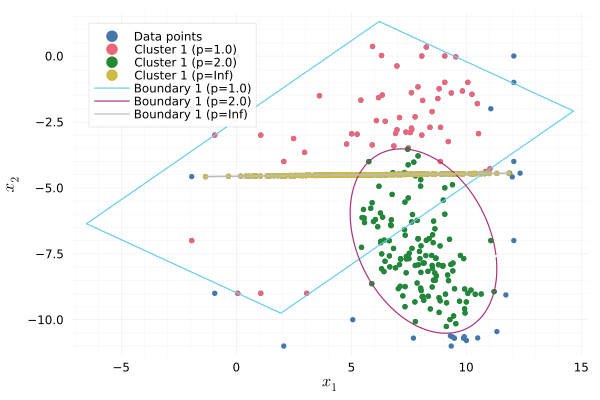 Data points
Cluster 1 (p=1.0)
Cluster 1 (p=2.0)
Cluster 1 (p=Inf)
Boundary 1 (p=1.0)
Boundary 1 (p=2.0)
Boundary 1 (p=Inf)
0.0
−2.5
−5.0
−7.5
−10.0
x₂
−5 0 5 10 15
x₁